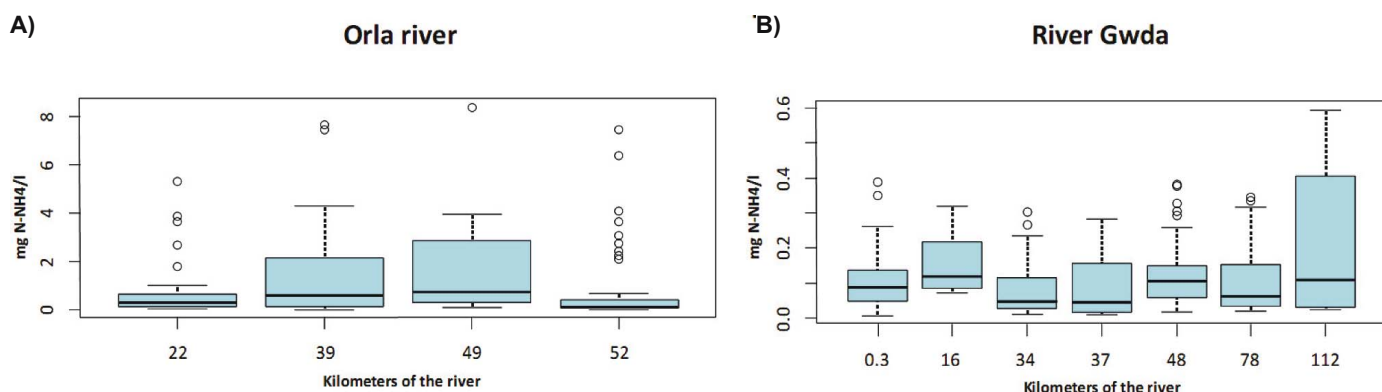 A)
Orla river
mg N-NH4/l
8
6
4
2
0
22 39 49 52
Kilometers of the river
B)
River Gwda
mg N-NH4/l
0.6
0.4
0.2
0.0
0.3 16 34 37 48 78 112
Kilometers of the river